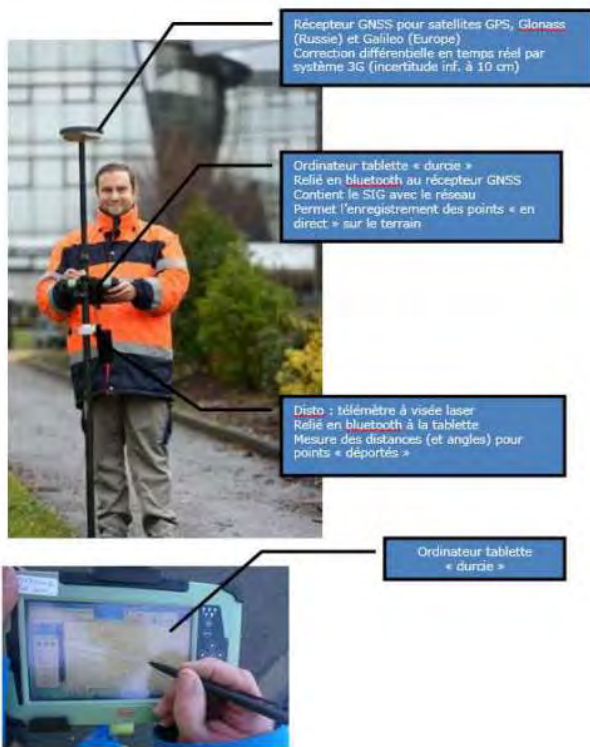 Récepteur GNSS pour satellites GPS, Glonass
(Russie) et Galileo (Europe)
Correction différentielle en temps réel par
système 3G (incertitude inf. à 10 cm)
Ordinateur tablette « durcie »
Relié en bluetooth au récepteur GNSS
Contient le SIG avec le réseau
Permet l'enregistrement des points « en
direct » sur le terrain
Disto : télémètre à visée laser
Relié en bluetooth à la tablette
Mesure des distances (et angles) pour
points « déportés »
Ordinateur tablette
« durcie »